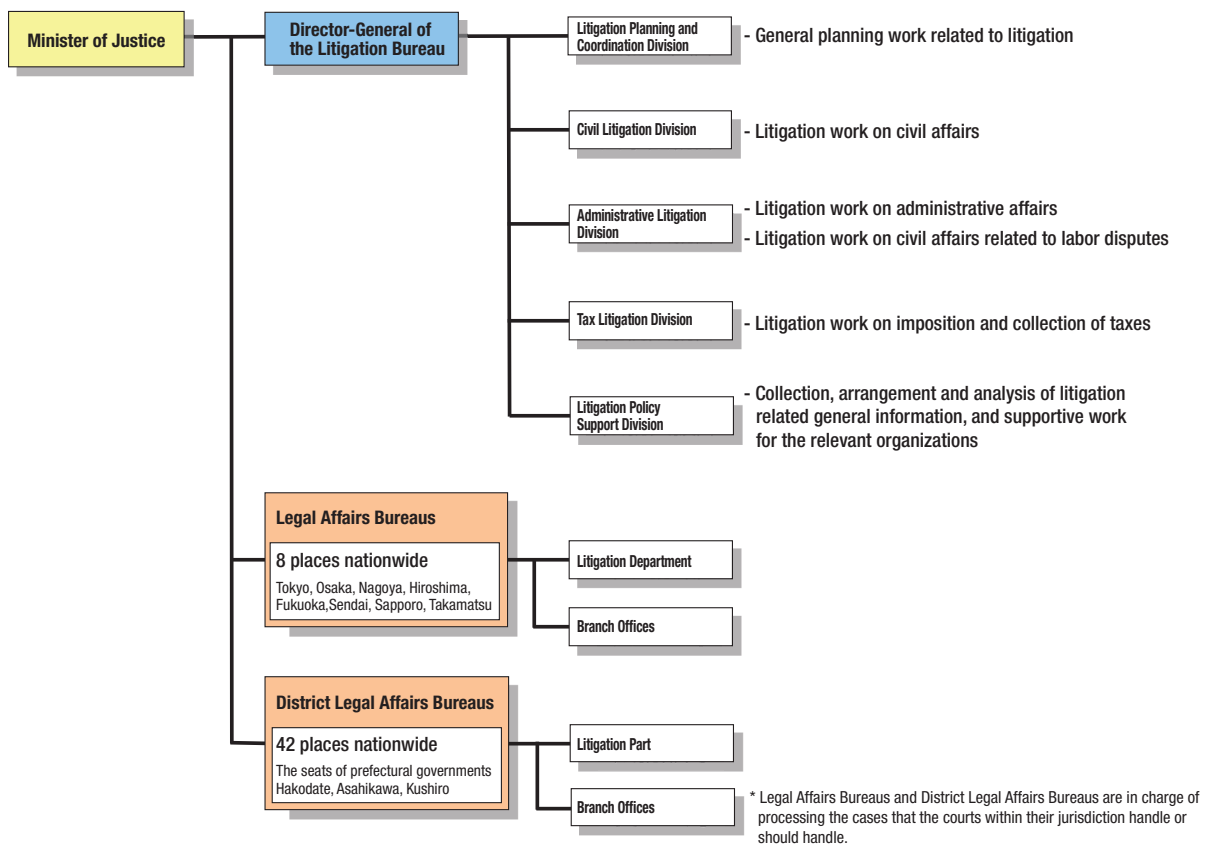 Minister of Justice
Director-General of
the Litigation Bureau
Litigation Planning and
Coordination Division
- General planning work related to litigation
Civil Litigation Division
- Litigation work on civil affairs
Administrative Litigation
Division
- Litigation work on administrative affairs
- Litigation work on civil affairs related to labor disputes
Tax Litigation Division
- Litigation work on imposition and collection of taxes
Litigation Policy
Support Division
- Collection, arrangement and analysis of litigation
related general information, and supportive work
for the relevant organizations
Legal Affairs Bureaus
8 places nationwide
Tokyo, Osaka, Nagoya, Hiroshima,
Fukuoka,Sendai, Sapporo, Takamatsu
Litigation Department
Branch Offices
District Legal Affairs Bureaus
42 places nationwide
The seats of prefectural governments
Hakodate, Asahikawa, Kushiro
Litigation Part
Branch Offices
* Legal Affairs Bureaus and District Legal Affairs Bureaus are in charge of
processing the cases that the courts within their jurisdiction handle or
should handle.